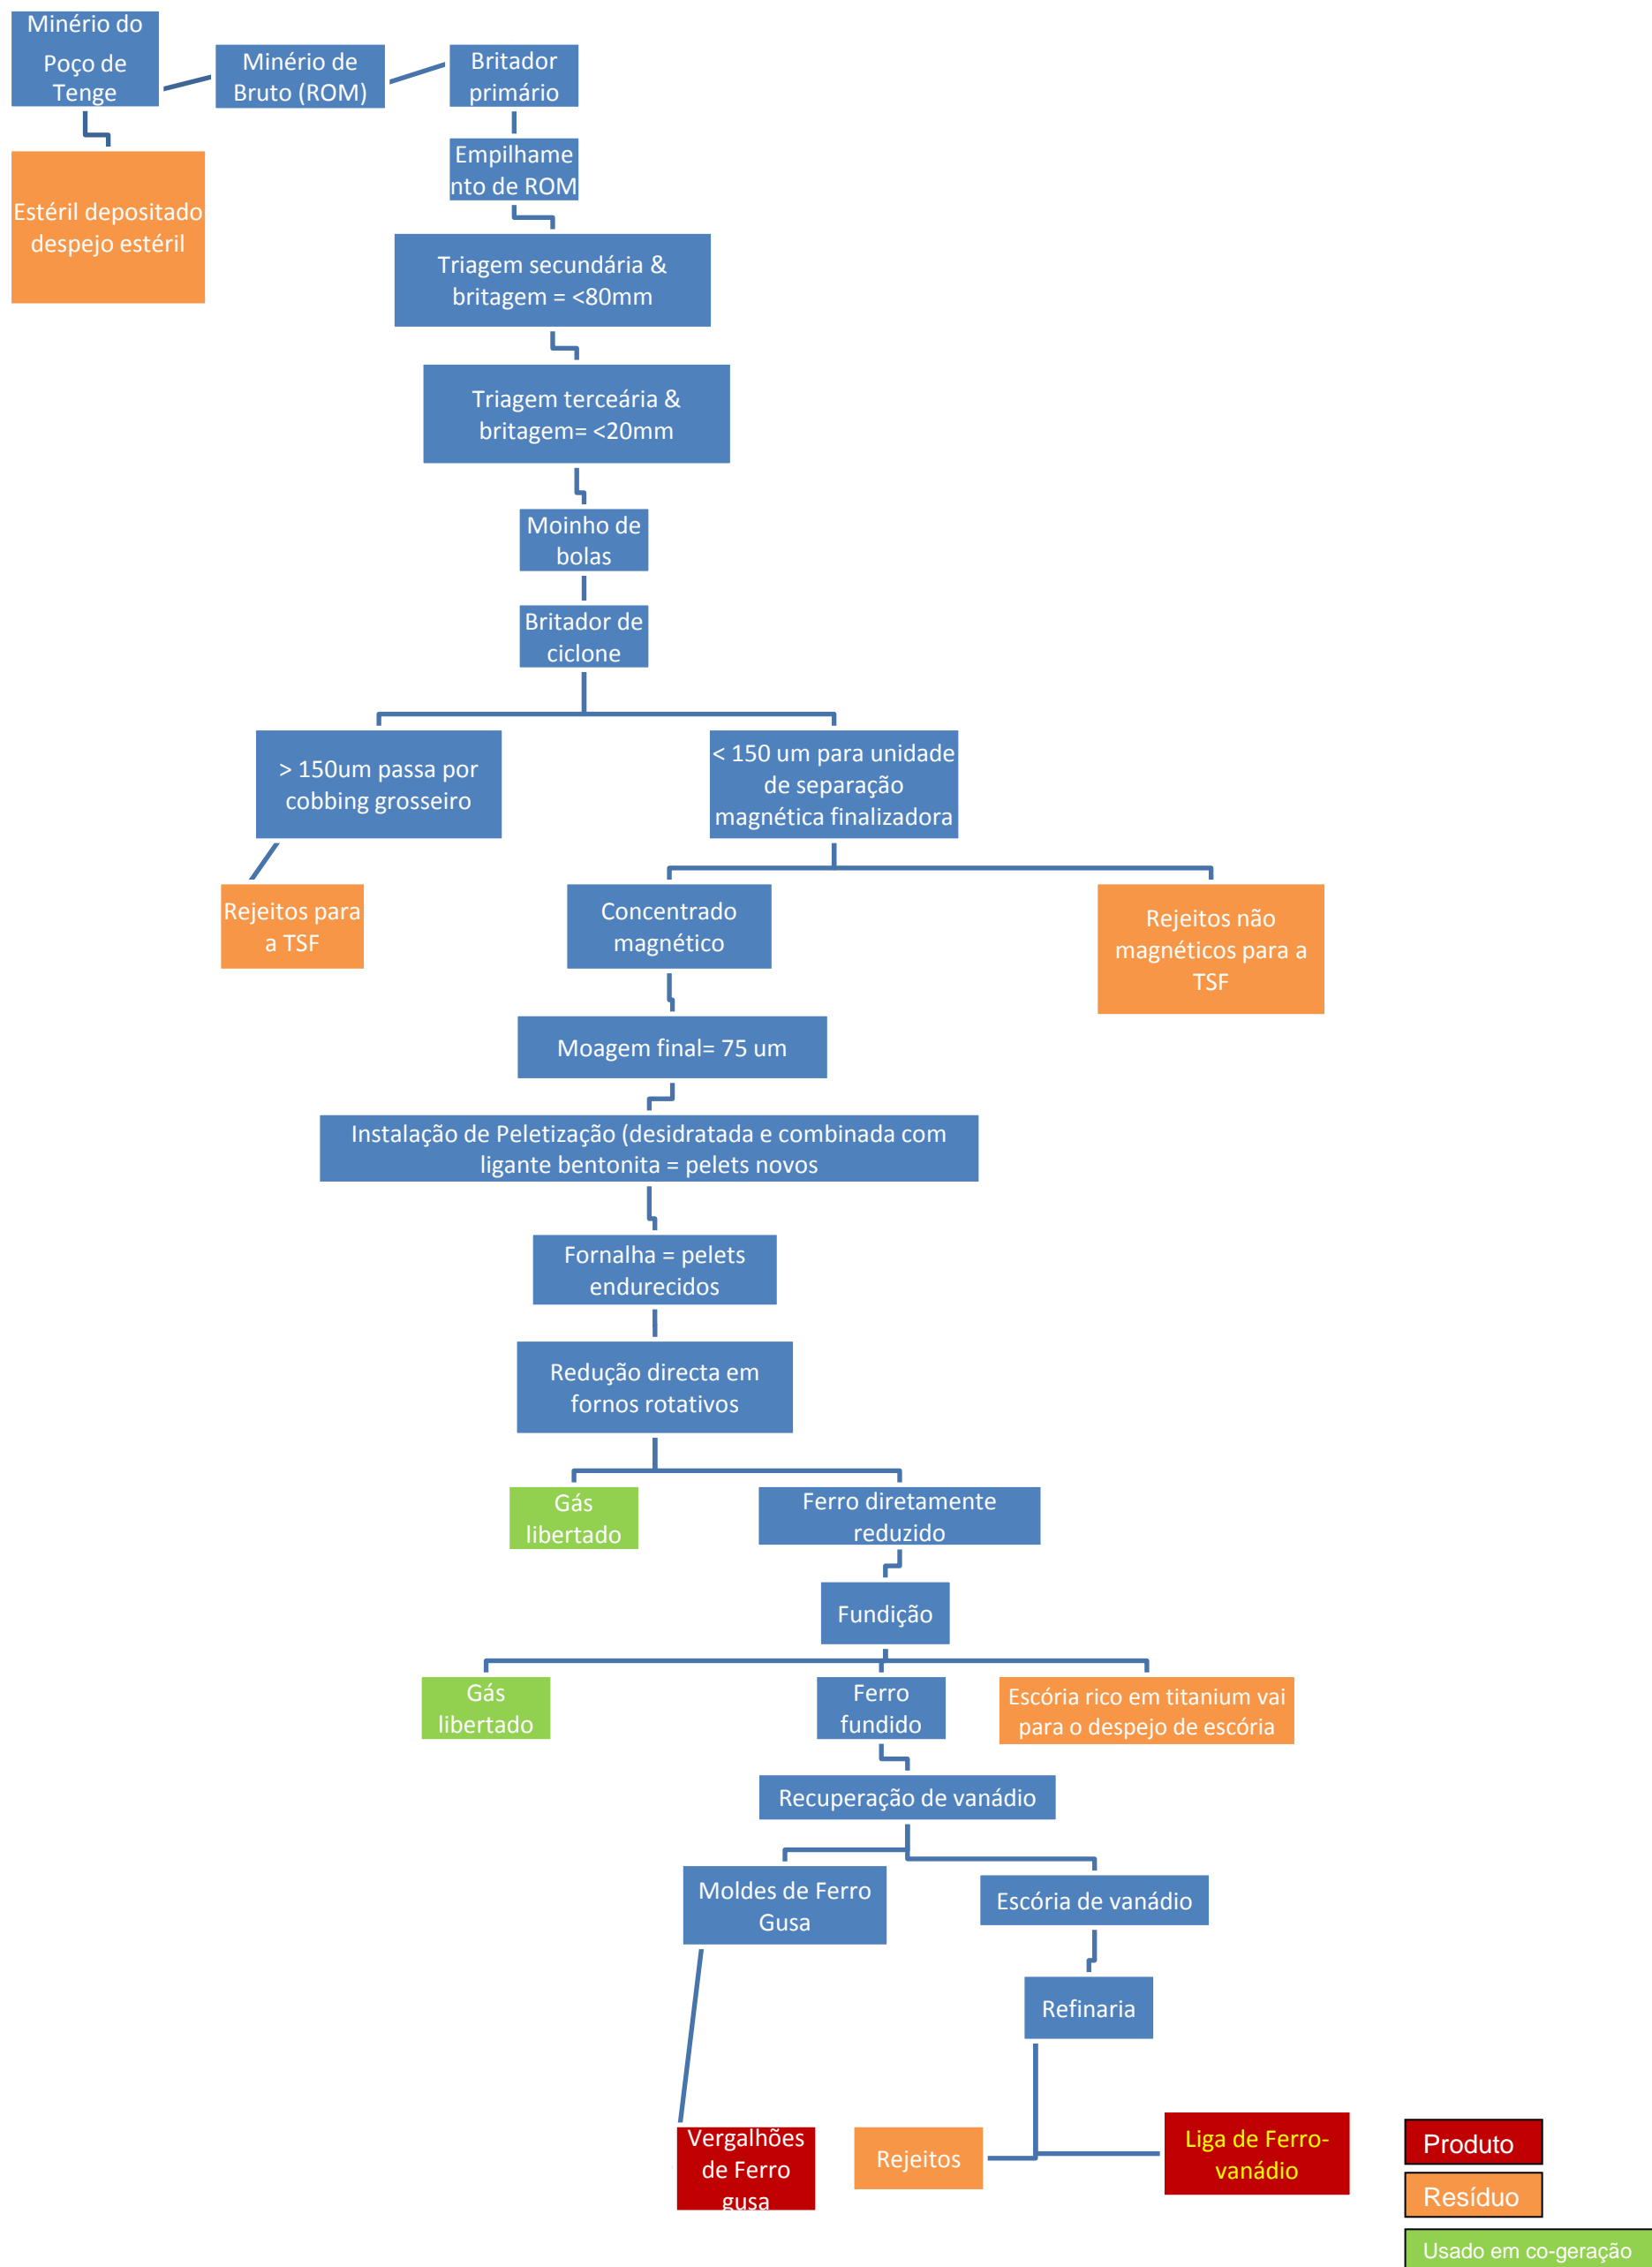 Minério do
Poço de
Tenge
Minério de
Bruto (ROM)
Britador
primário
Estéril depositado
despejo estéril
Empilhame
nto de ROM
Triagem secundária &
britagem = <80mm
Triagem terceária &
britagem= <20mm
Moinho de
bolas
Britador de
ciclone
> 150um passa por
cobbing grosseiro
< 150 um para unidade
de separação
magnética finalizadora
Rejeitos para
a TSF
Concentrado
magnético
Rejeitos não
magnéticos para a
TSF
Moagem final= 75 um
Instalação de Peletização (desidratada e combinada com
ligante bentonita = pelets novos
Fornalha = pelets
endurecidos
Redução directa em
fornos rotativos
Gás
libertado
Ferro diretamente
reduzido
Fundição
Gás
libertado
Ferro
fundido
Escória rico em titanium vai
para o despejo de escória
Recuperação de vanádio
Moldes de Ferro
Gusa
Escória de vanádio
Refinaria
Vergalhões
de Ferro
gusa
Rejeitos
Liga de Ferro-
vanádio
Produto
Resíduo
Usado em co-geração